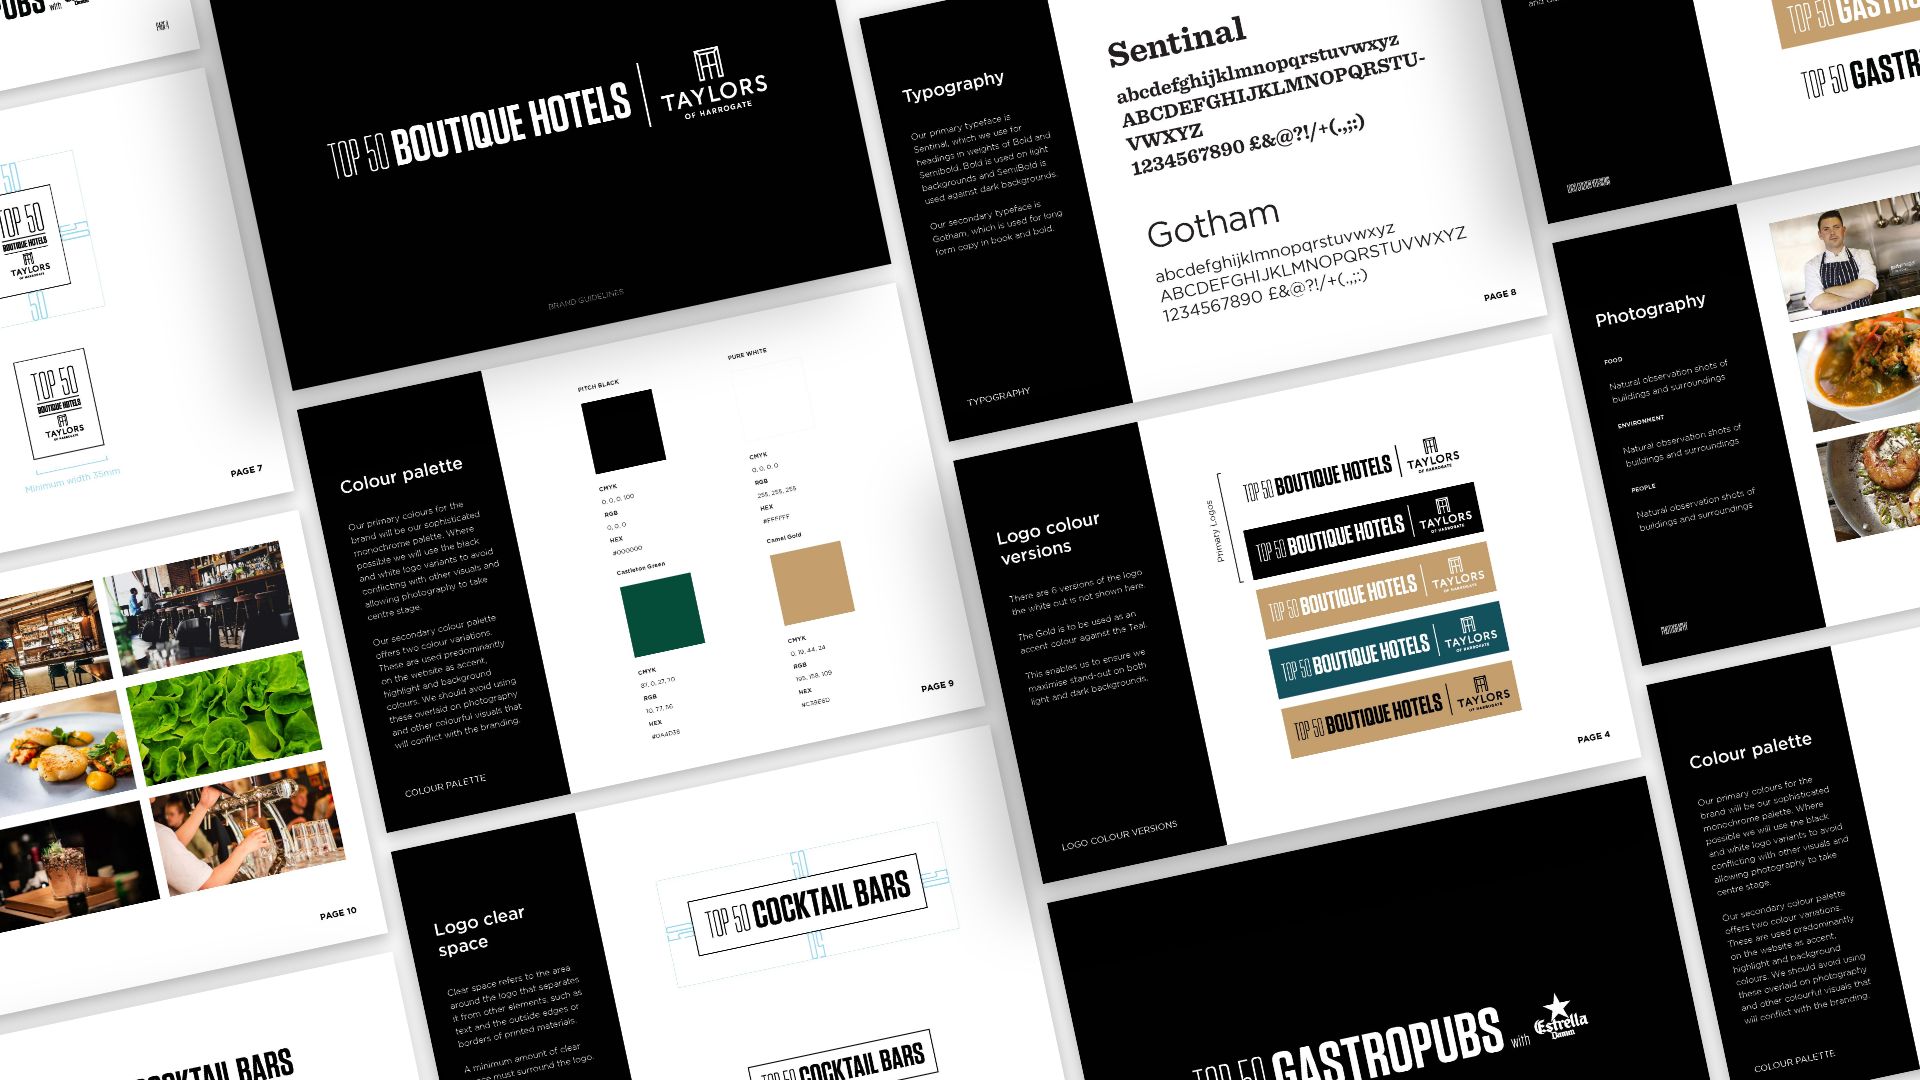 PUBS with
Damm
TOP 50
BOUTIQUE HOTELS
TAYLORS
OF HARROGATE
TOP 50
BOUTIQUE HOTELS
TAYLORS
OF HARROGATE
Minimum width 35mm
PAGE 7
PAGE 10
COCKTAIL BARS
TOP 50 BOUTIQUE HOTELS
TAYLORS
OF HARROGATE
BRAND GUIDELINES
Colour palette
Our primary colours for the
brand will be our sophisticated
monochrome palette. Where
possible we will use the black
and white logo variants to avoid
conflicting with other visuals and
allowing photography to take
centre stage.
Our secondary colour palette
offers two colour variations.
These are used predominantly
on the website as accent,
highlight and background
colours. We should avoid using
these overlaid on photography
and other colourful visuals that
will conflict with the branding.
COLOUR PALETTE
PITCH BLACK
CMYK
0, 0, 0, 100
RGB
0, 0, 0
HEX
#000000
PURE WHITE
CMYK
0, 0, 0, 0
RGB
255, 255, 255
HEX
#FFFFFF
Castleton Green
CMYK
87, 0, 27, 70
RGB
10, 77, 56
HEX
#0A4D38
Camel Gold
CMYK
0, 19, 44, 24
RGB
195, 158, 109
HEX
PAGE 9
Logo clear
space
Clear space refers to the area
around the logo that separates
it from other elements, such as
text and the outside edges or
borders of printed materials.
A minimum amount of clear
must surround the logo.
TOP 50 COCKTAIL BARS
TOP 50 COCKTAIL BARS
Typography
Our primary typeface is
Sentinal, which we use for
headings in weights of Bold and
Semibold. Bold is used on light
backgrounds and SemiBold is
used against dark backgrounds.
Our secondary typeface is
Gotham, which is used for long
form copy in book and bold.
TYPOGRAPHY
Sentinal
abcdefghijklmnopqrstuvwxyz
ABCDEFGHIJKLMNOPQRSTU-
VWXYZ
1234567890 £&@?!/+(.,;:)
Gotham
abcdefghijklmnopqrstuvwxyz
ABCDEFGHIJKLMNOPQRSTUVWXYZ
1234567890 £&@?!/+(.,;:)
PAGE 8
Logo colour
versions
There are 6 versions of the logo
the white out is not shown here.
The Gold is to be used as an
accent colour against the Teal.
This enables us to ensure we
maximise stand-out on both
light and dark backgrounds.
LOGO COLOUR VERSIONS
Primary Logos
TOP 50 BOUTIQUE HOTELS
TAYLORS
OF HARROGATE
TOP 50 BOUTIQUE HOTELS
TAYLORS
OF HARROGATE
TOP 50 BOUTIQUE HOTELS
TAYLORS
OF HARROGATE
TOP 50 BOUTIQUE HOTELS
TAYLORS
OF HARROGATE
TOP 50 BOUTIQUE HOTELS
TAYLORS
OF HARROGATE
PAGE 4
TOP 50 GASTROPUBS with
Estrella
Damm
TOP 50 GASTRO
TOP 50 GASTR
Photography
FOOD
Natural observation shots of
buildings and surroundings
ENVIRONMENT
Natural observation shots of
buildings and surroundings
PEOPLE
Natural observation shots of
buildings and surroundings
PHOTOGRAPHY
Colour palette
Our primary colours for the
brand will be our sophisticated
monochrome palette. Where
possible we will use the black
and white logo variants to avoid
conflicting with other visuals and
allowing photography to take
centre stage.
Our secondary colour palette
offers two colour variations.
These are used predominantly
on the website as accent,
highlight and background
colours. We should avoid using
these overlaid on photography
and other colourful visuals that
will conflict with the branding.
COLOUR PALETTE